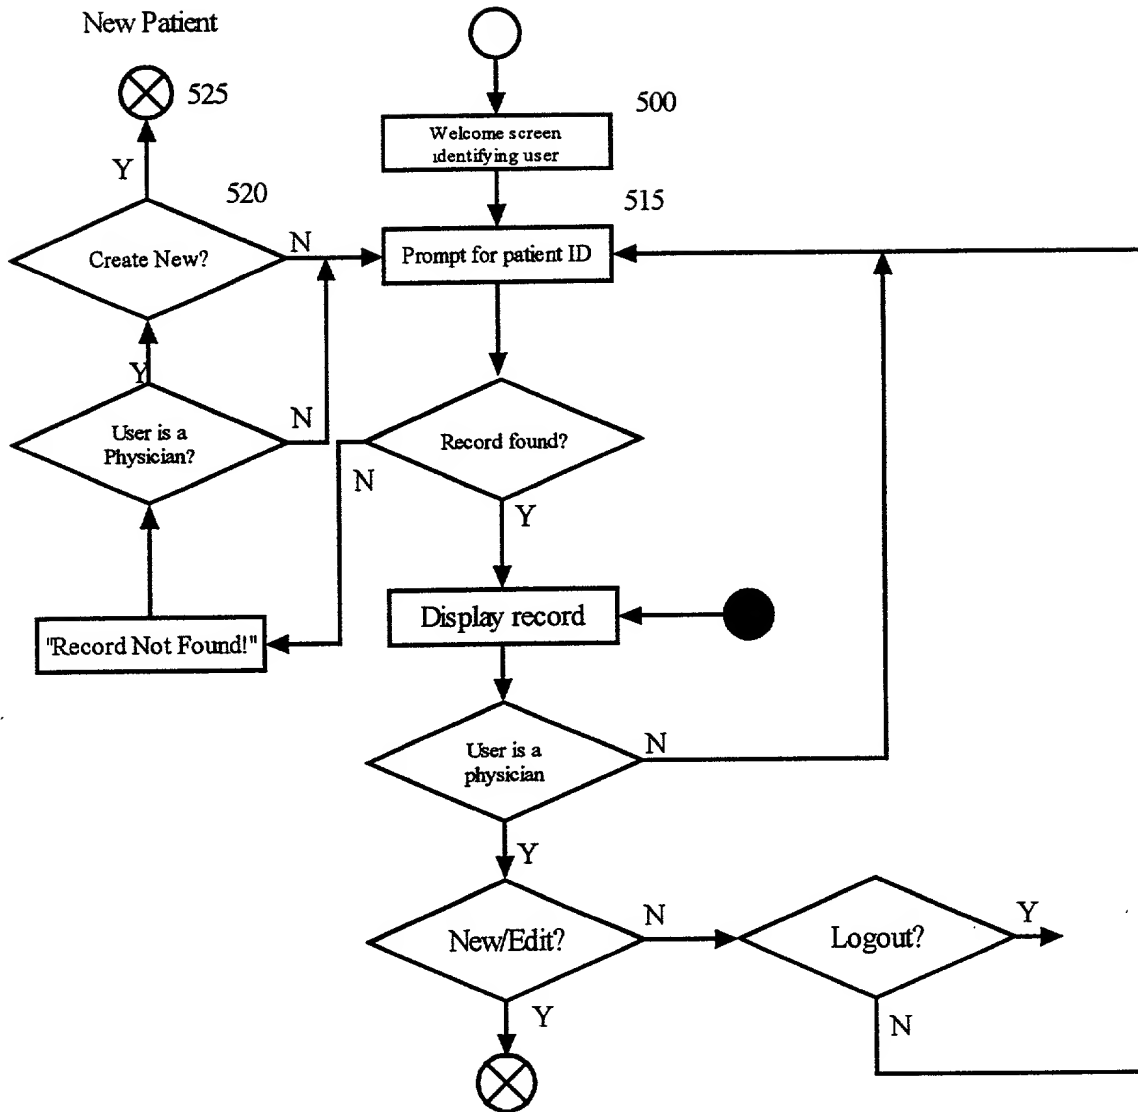 New Patient
525
500
Welcome screen
identifying user
Y
520
515
Create New?
N
Prompt for patient ID
Y
User is a
Physician?
N
Record found?
N
Y
Display record
"Record Not Found!"
User is a
physician
N
Y
New/Edit?
N
Logout?
Y
Y
N